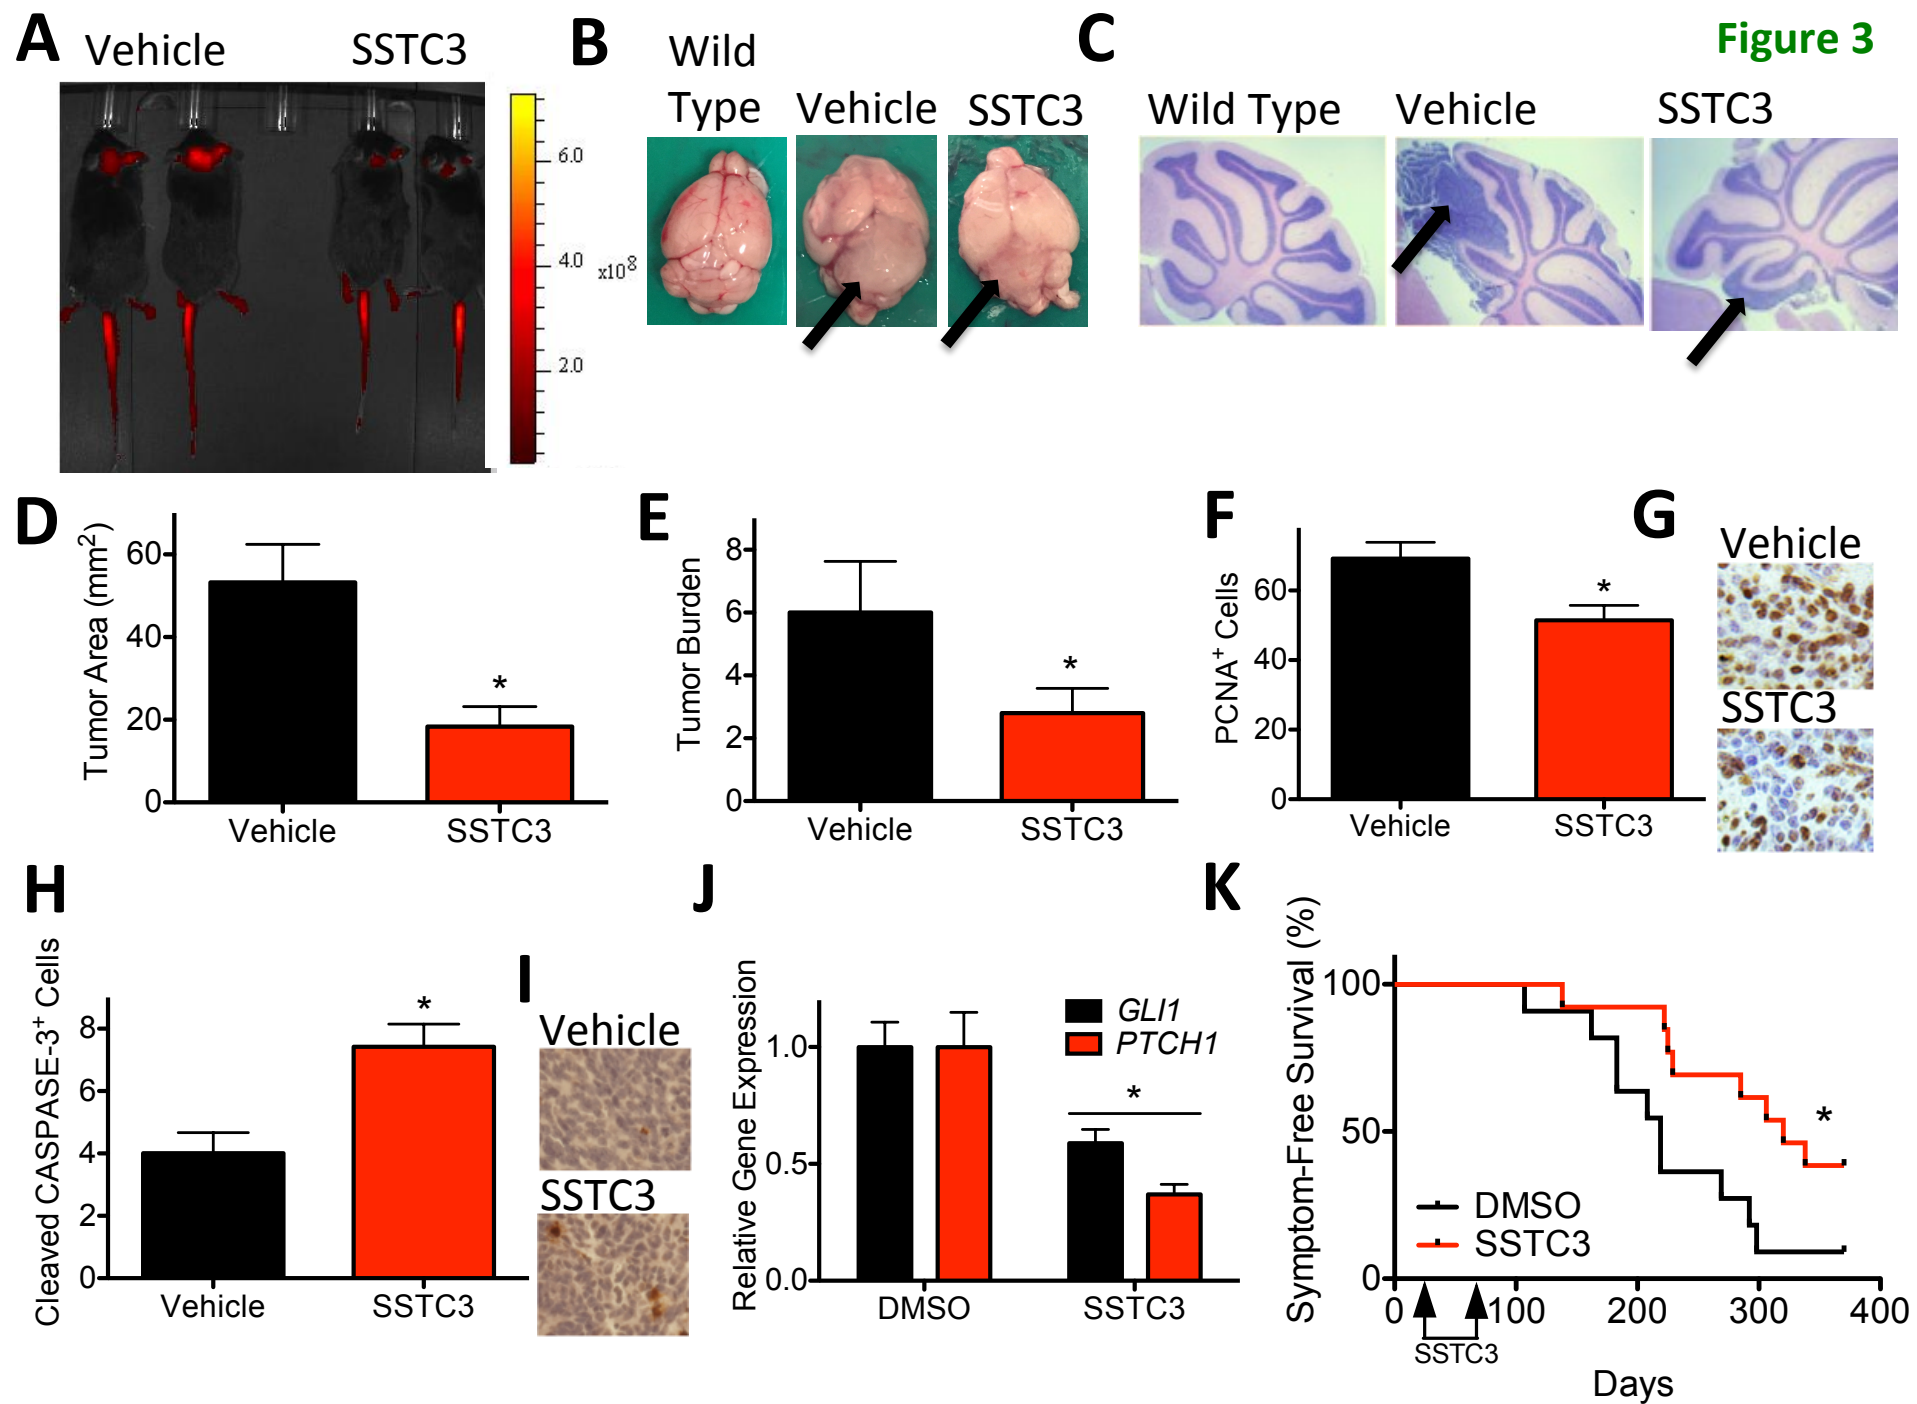 Figure 3
A
Vehicle
SSTC3
6.0
4.0
x10⁸
2.0
B
Wild
Type
Vehicle
SSTC3
C
Wild Type
Vehicle
SSTC3
D
Tumor Area (mm²)
60
40
20
0
Vehicle
SSTC3
*
E
Tumor Burden
8
6
4
2
0
Vehicle
SSTC3
*
F
PCNA⁺ Cells
60
40
20
0
Vehicle
SSTC3
*
G
Vehicle
SSTC3
H
Cleaved CASPASE-3⁺ Cells
8
6
4
2
0
Vehicle
SSTC3
*
I
Vehicle
SSTC3
J
Relative Gene Expression
1.0
0.5
0.0
GLI1
PTCH1
*
DMSO
SSTC3
K
Symptom-Free Survival (%)
100
50
0
*
DMSO
SSTC3
0 100 200 300 400
SSTC3
Days